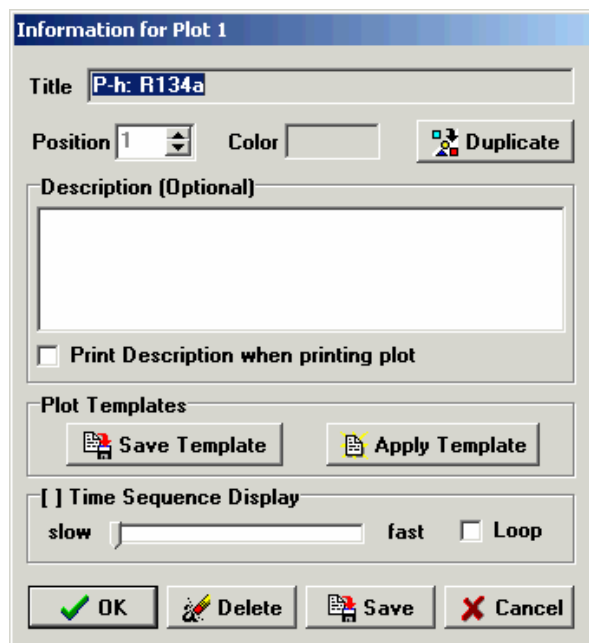 Information for Plot 1
Title P-h: R134a
Position 1 Color Duplicate
Description (Optional)
Print Description when printing plot
Plot Templates
Save Template Apply Template
[ ] Time Sequence Display
slow fast Loop
OK Delete Save Cancel